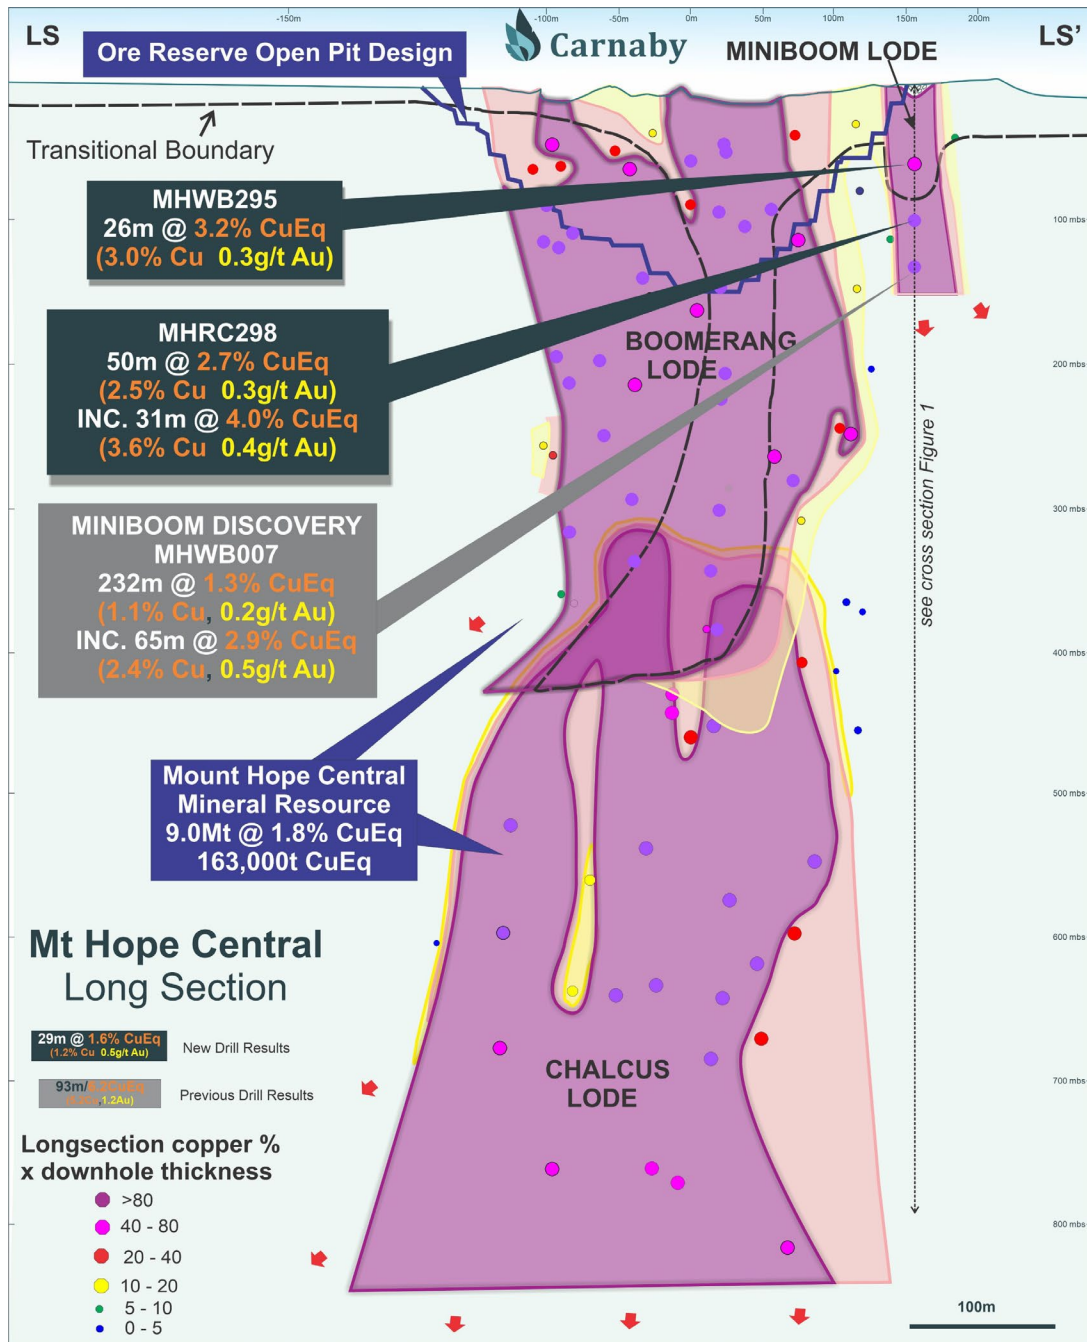 LS
-150m
-100m
-50m
0m
50m
100m
150m
200m
LS'
Ore Reserve Open Pit Design
Carnaby
MINIBOOM LODE
Transitional Boundary
MHWB295
26m @ 3.2% CuEq
(3.0% Cu 0.3g/t Au)
100 mbs
MHRC298
50m @ 2.7% CuEq
(2.5% Cu 0.3g/t Au)
INC. 31m @ 4.0% CuEq
(3.6% Cu 0.4g/t Au)
BOOMERANG
LODE
200 mbs
see cross section Figure 1
300 mbs
MINIBOOM DISCOVERY
MHWB007
232m @ 1.3% CuEq
(1.1% Cu, 0.2g/t Au)
INC. 65m @ 2.9% CuEq
(2.4% Cu, 0.5g/t Au)
400 mbs
500 mbs
Mount Hope Central
Mineral Resource
9.0Mt @ 1.8% CuEq
163,000t CuEq
600 mbs
Mt Hope Central
Long Section
29m @ 1.6% CuEq
(1.2% Cu 0.5g/t Au)
New Drill Results
CHALCUS
LODE
700 mbs
Previous Drill Results
Longsection copper %
x downhole thickness
>80
40 - 80
20 - 40
10 - 20
5 - 10
0 - 5
800 mbs
100m